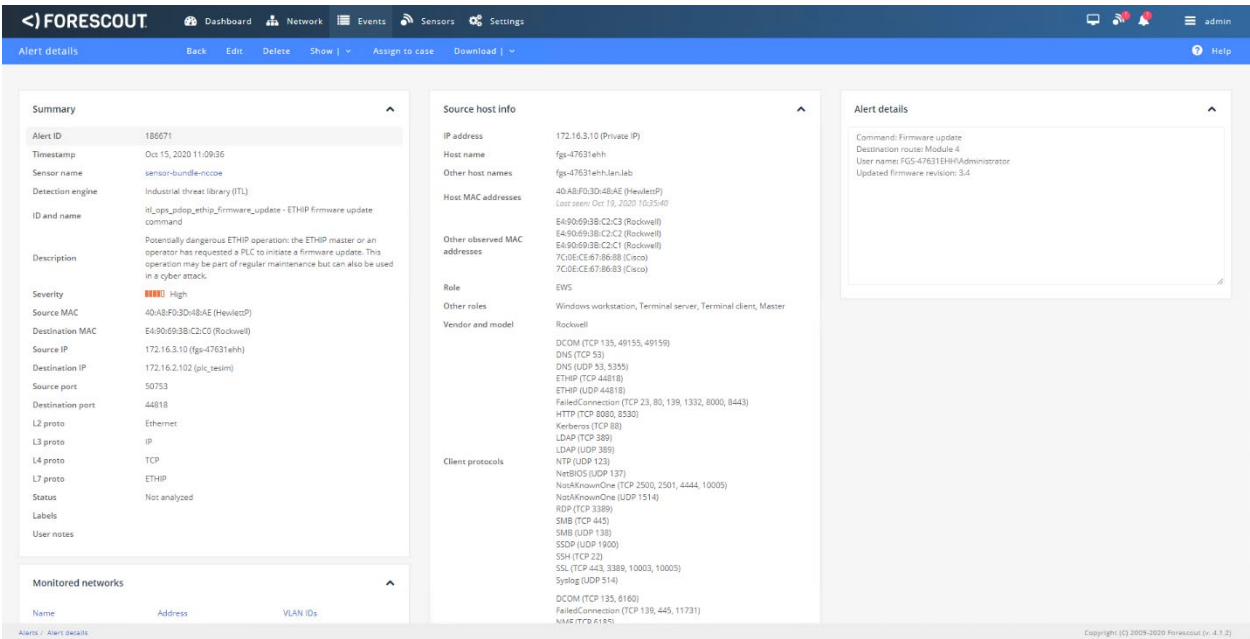 <) FORESCOUT. Dashboard Network Events Sensors Settings admin
Alert details Back Edit Delete Show | Assign to case Download | Help
Summary
Alert ID 186671
Timestamp Oct 15, 2020 11:09:36
Sensor name sensor-bundle-nccoe
Detection engine Industrial threat library (ITL)
ID and name itl_ops_pdop_ethip_firmware_update - ETHIP firmware update
command
Description Potentially dangerous ETHIP operation: the ETHIP master or an
operator has requested a PLC to initiate a firmware update. This
operation may be part of regular maintenance but can also be used
in a cyber attack.
Severity High
Source MAC 40:A8:F0:3D:48:AE (HewlettP)
Destination MAC E4:90:69:3B:C2:C0 (Rockwell)
Source IP 172.16.3.10 (fgs-47631ehh)
Destination IP 172.16.2.102 (plc_tesim)
Source port 50753
Destination port 44818
L2 proto Ethernet
L3 proto IP
L4 proto TCP
L7 proto ETHIP
Status Not analyzed
Labels
User notes
Monitored networks
Name Address VLAN IDs
Source host info
IP address 172.16.3.10 (Private IP)
Host name fgs-47631ehh
Other host names fgs-47631ehh.lan.lab
Host MAC addresses 40:A8:F0:3D:48:AE (HewlettP)
Last seen: Oct 19, 2020 10:35:40
Other observed MAC addresses E4:90:69:3B:C2:C3 (Rockwell)
E4:90:69:3B:C2:C2 (Rockwell)
E4:90:69:3B:C2:C1 (Rockwell)
7C:0E:CE:67:86:88 (Cisco)
7C:0E:CE:67:86:83 (Cisco)
Role EWS
Other roles Windows workstation, Terminal server, Terminal client, Master
Vendor and model Rockwell
Client protocols DCOM (TCP 135, 49155, 49159)
DNS (TCP 53)
DNS (UDP 53, 5355)
ETHIP (TCP 44818)
ETHIP (UDP 44818)
FailedConnection (TCP 23, 80, 139, 1332, 8000, 8443)
HTTP (TCP 8080, 8530)
Kerberos (TCP 88)
LDAP (TCP 389)
LDAP (UDP 389)
NTP (UDP 123)
NetBIOS (UDP 137)
NotAKnownOne (TCP 2500, 2501, 4444, 10005)
NotAKnownOne (UDP 1514)
RDP (TCP 3389)
SMB (TCP 445)
SMB (UDP 138)
SSDP (UDP 1900)
SSH (TCP 22)
SSL (TCP 443, 3389, 10003, 10005)
Syslog (UDP 514)
DCOM (TCP 135, 6160)
FailedConnection (TCP 139, 445, 11731)
NMF (TCP 6185)
Alert details
Command: Firmware update
Destination route: Module 4
User name: FGS-47631EHH\Administrator
Updated firmware revision: 3.4
Alerts / Alert details
Copyright (C) 2009-2020 Forescout (v. 4.1.2)